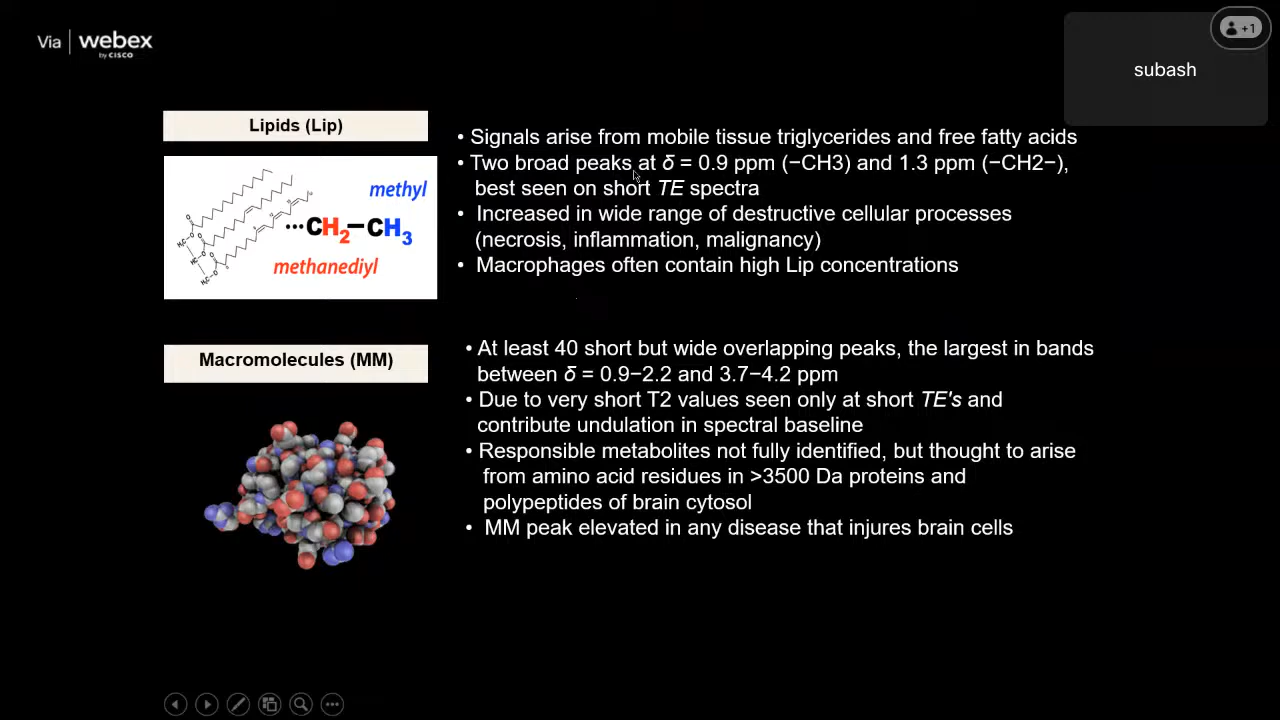 Via webex
by CISCO
+1
subash
Lipids (Lip)
methyl
···CH2−CH3
methanediyl
• Signals arise from mobile tissue triglycerides and free fatty acids
• Two broad peaks at δ = 0.9 ppm (−CH3) and 1.3 ppm (−CH2−),
best seen on short TE spectra
• Increased in wide range of destructive cellular processes
(necrosis, inflammation, malignancy)
• Macrophages often contain high Lip concentrations
Macromolecules (MM)
• At least 40 short but wide overlapping peaks, the largest in bands
between δ = 0.9−2.2 and 3.7−4.2 ppm
• Due to very short T2 values seen only at short TE's and
contribute undulation in spectral baseline
• Responsible metabolites not fully identified, but thought to arise
from amino acid residues in >3500 Da proteins and
polypeptides of brain cytosol
• MM peak elevated in any disease that injures brain cells